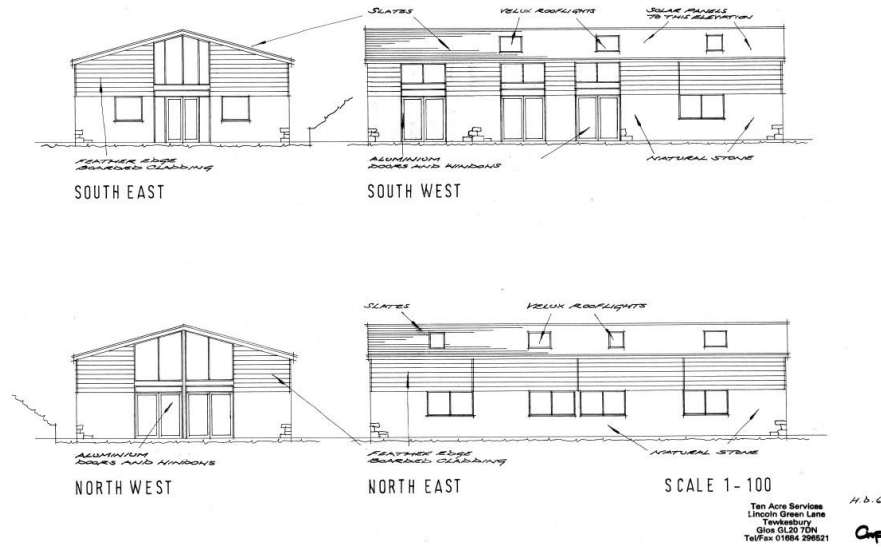 SLATES
VELUX ROOFLIGHTS
SOLAR PANELS
TO THIS ELEVATION
FEATHER EDGE
BOARDED CLADDING
ALUMINIUM
DOORS AND WINDOWS
NATURAL STONE
SOUTH EAST
SOUTH WEST
SLATES
VELUX ROOFLIGHTS
ALUMINIUM
DOORS AND WINDOWS
FEATHER EDGE
BOARDED CLADDING
NATURAL STONE
NORTH WEST
NORTH EAST
SCALE 1-100
Ten Acre Services
Lincoln Green Lane
Tewkesbury
Glos GL20 7DN
Tel/Fax 01684 296521